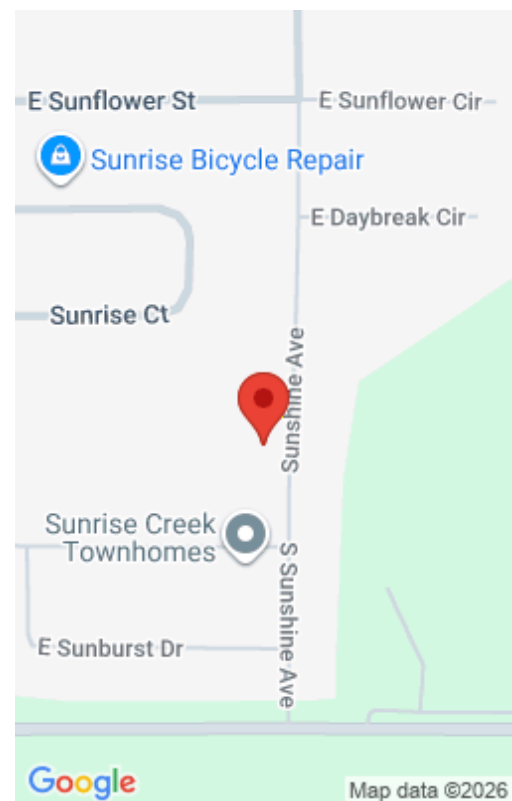 E Sunflower St
E Sunflower Cir
Sunrise Bicycle Repair
E Daybreak Cir
Sunrise Ct
Sunshine Ave
Sunrise Creek
Townhomes
S Sunshine Ave
E Sunburst Dr
Google
Map data ©2026